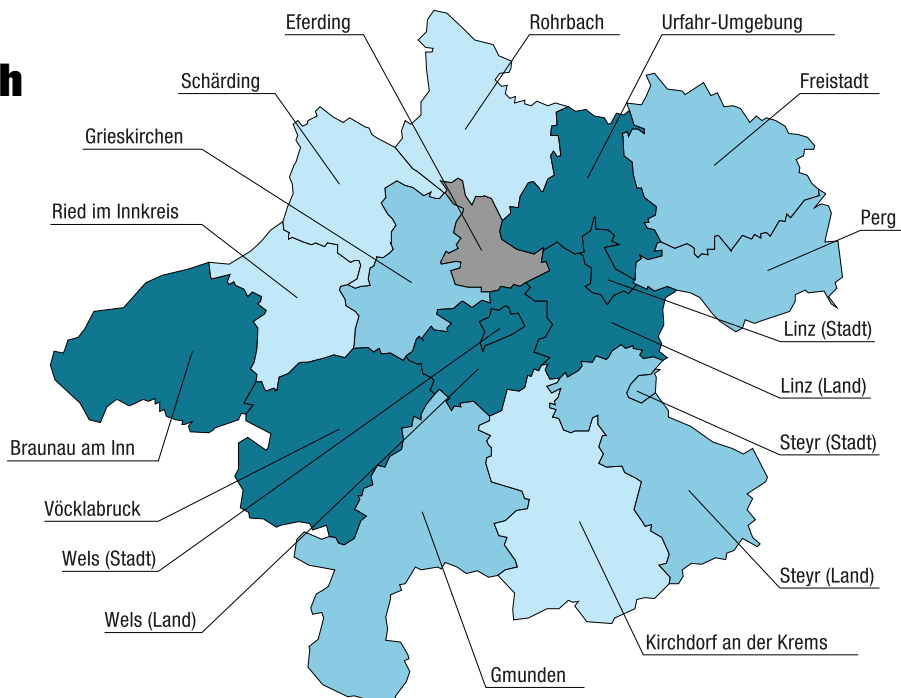 h
Eferding
Rohrbach
Urfahr-Umgebung
Schärding
Freistadt
Grieskirchen
Ried im Innkreis
Perg
Linz (Stadt)
Linz (Land)
Braunau am Inn
Steyr (Stadt)
Vöcklabruck
Wels (Stadt)
Steyr (Land)
Wels (Land)
Kirchdorf an der Krems
Gmunden